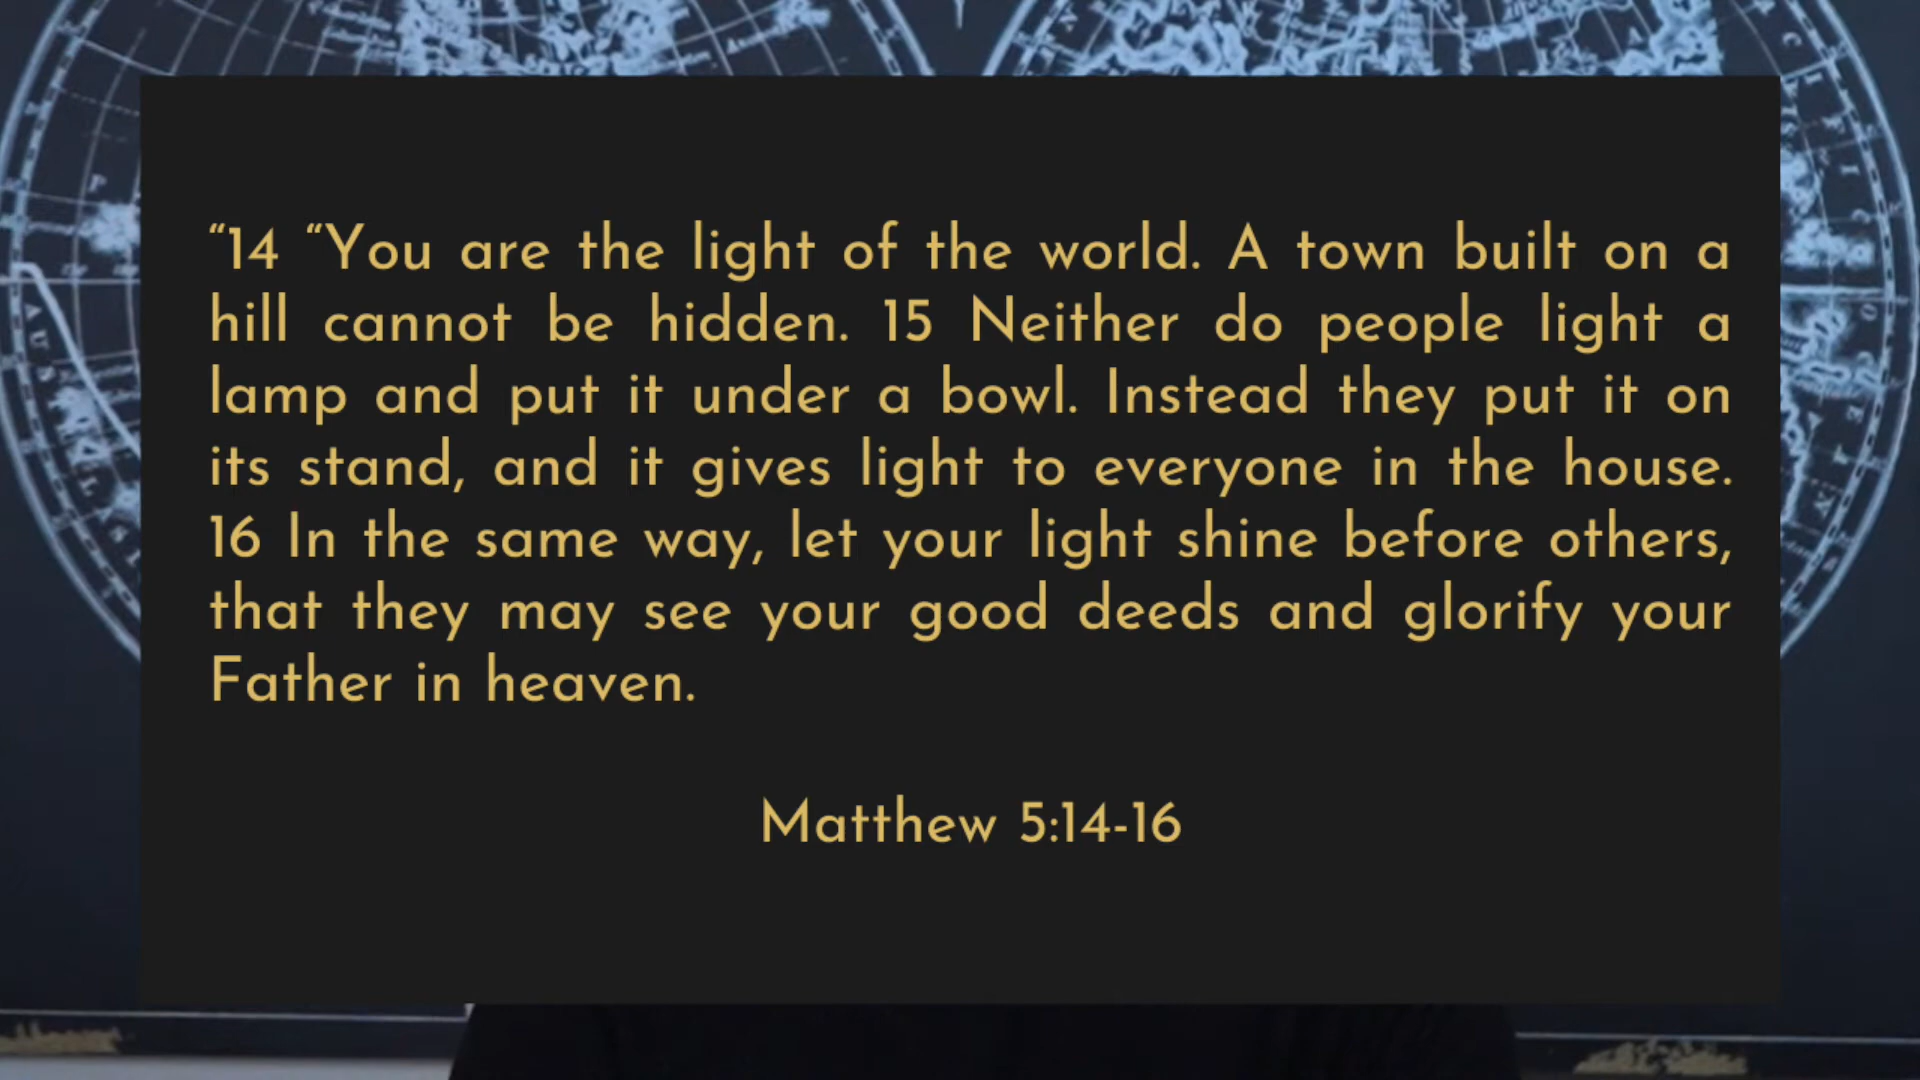 “14 “You are the light of the world. A town built on a
hill cannot be hidden. 15 Neither do people light a
lamp and put it under a bowl. Instead they put it on
its stand, and it gives light to everyone in the house.
16 In the same way, let your light shine before others,
that they may see your good deeds and glorify your
Father in heaven.
Matthew 5:14-16